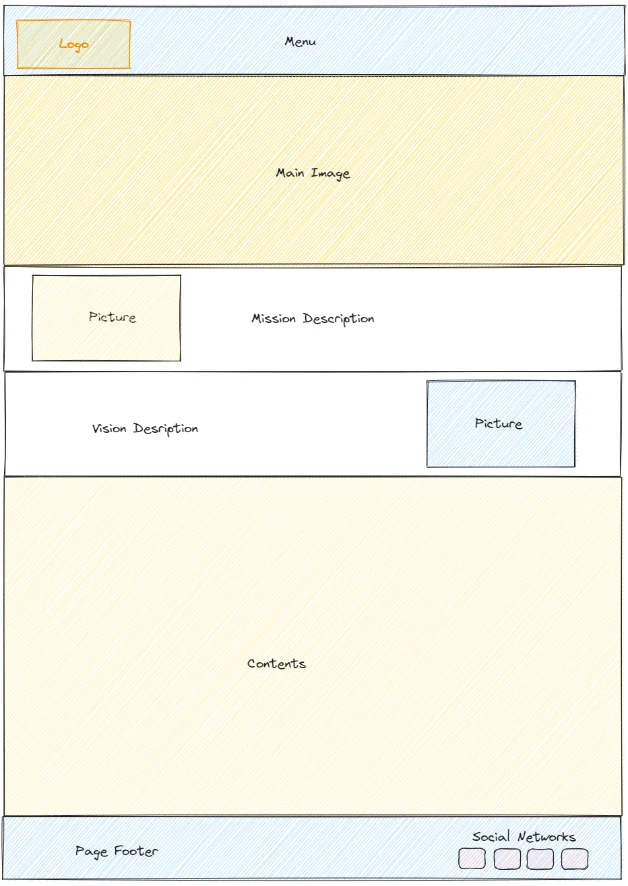 Logo
Menu
Main Image
Picture
Mission Description
Vision Desription
Picture
Contents
Page Footer
Social Networks